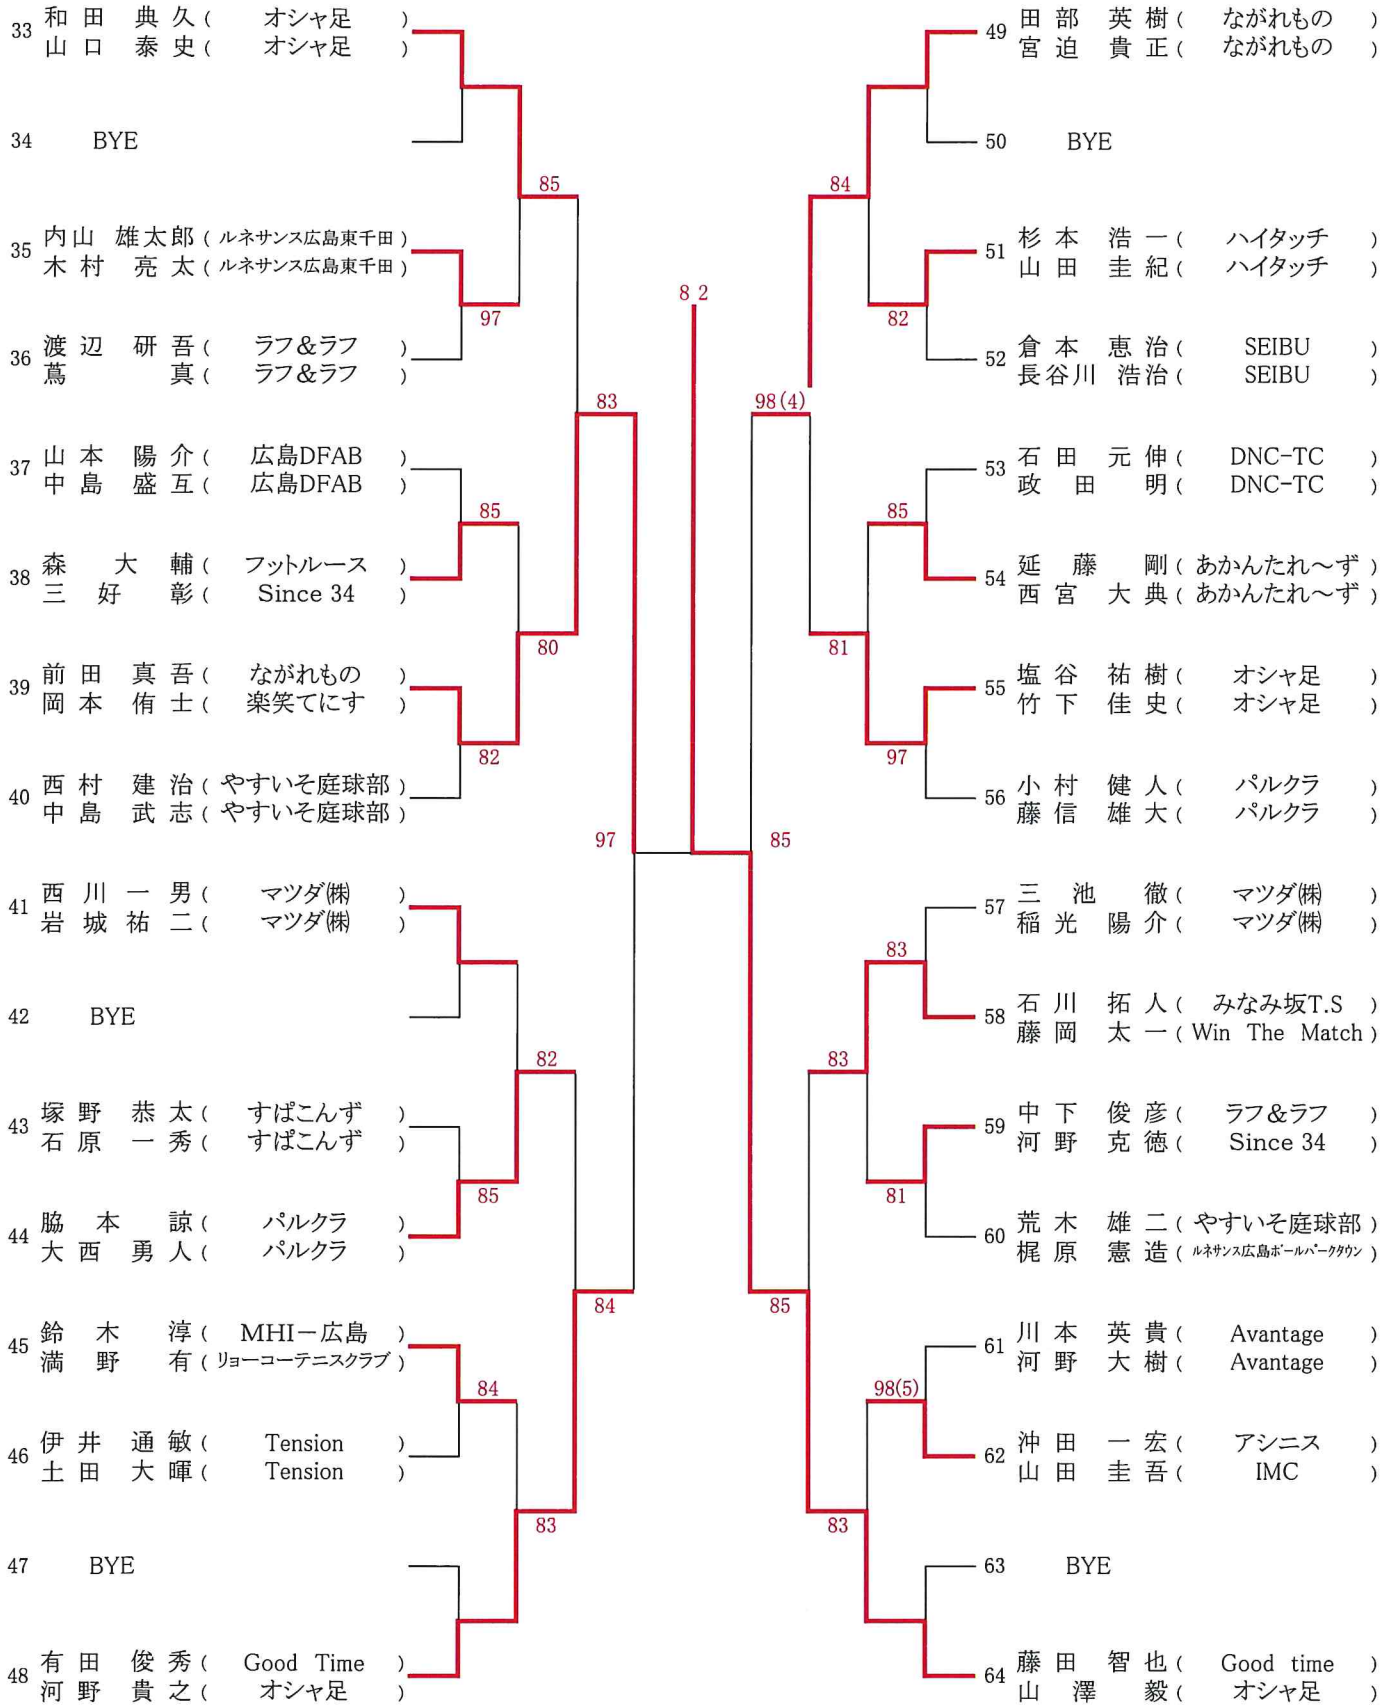 33 和田 典久 ( オシャ足 )
山口 泰史 ( オシャ足 )
34 BYE
85
35 内山 雄太郎 ( ルネサンス広島東千田 )
木村 亮太 ( ルネサンス広島東千田 )
97
36 渡辺 研吾 ( ラフ&ラフ )
蔦 真 ( ラフ&ラフ )
83
37 山本 陽介 ( 広島DFAB )
中島 盛互 ( 広島DFAB )
85
38 森 大輔 ( フットルース )
三好 彰 ( Since 34 )
80
39 前田 真吾 ( ながれもの )
岡本 侑士 ( 楽笑てにす )
82
40 西村 建治 ( やすいそ庭球部 )
中島 武志 ( やすいそ庭球部 )
97
41 西川 一男 ( マツダ㈱ )
岩城 祐二 ( マツダ㈱ )
42 BYE
82
43 塚野 恭太 ( すぱこんず )
石原 一秀 ( すぱこんず )
85
44 脇本 諒 ( パルクラ )
大西 勇人 ( パルクラ )
84
45 鈴木 淳 ( MHI－広島 )
満野 有 ( リョーコーテニスクラブ )
84
46 伊井 通敏 ( Tension )
土田 大暉 ( Tension )
83
47 BYE
48 有田 俊秀 ( Good Time )
河野 貴之 ( オシャ足 )
8 2
49 田部 英樹 ( ながれもの )
宮迫 貴正 ( ながれもの )
50 BYE
84
51 杉本 浩一 ( ハイタッチ )
山田 圭紀 ( ハイタッチ )
82
52 倉本 恵治 ( SEIBU )
長谷川 浩治 ( SEIBU )
98(4)
53 石田 元伸 ( DNC-TC )
政田 明 ( DNC-TC )
85
54 延藤 剛 ( あかんたれ～ず )
西宮 大典 ( あかんたれ～ず )
81
55 塩谷 祐樹 ( オシャ足 )
竹下 佳史 ( オシャ足 )
97
56 小村 健人 ( パルクラ )
藤信 雄大 ( パルクラ )
85
57 三池 徹 ( マツダ㈱ )
稲光 陽介 ( マツダ㈱ )
83
58 石川 拓人 ( みなみ坂T.S )
藤岡 太一 ( Win The Match )
83
59 中下 俊彦 ( ラフ&ラフ )
河野 克徳 ( Since 34 )
81
60 荒木 雄二 ( やすいそ庭球部 )
梶原 憲造 ( ルネサンス広島ボールパークタウン )
85
61 川本 英貴 ( Avantage )
河野 大樹 ( Avantage )
98(5)
62 沖田 一宏 ( アシニス )
山田 圭吾 ( IMC )
83
63 BYE
64 藤田 智也 ( Good time )
山澤 毅 ( オシャ足 )